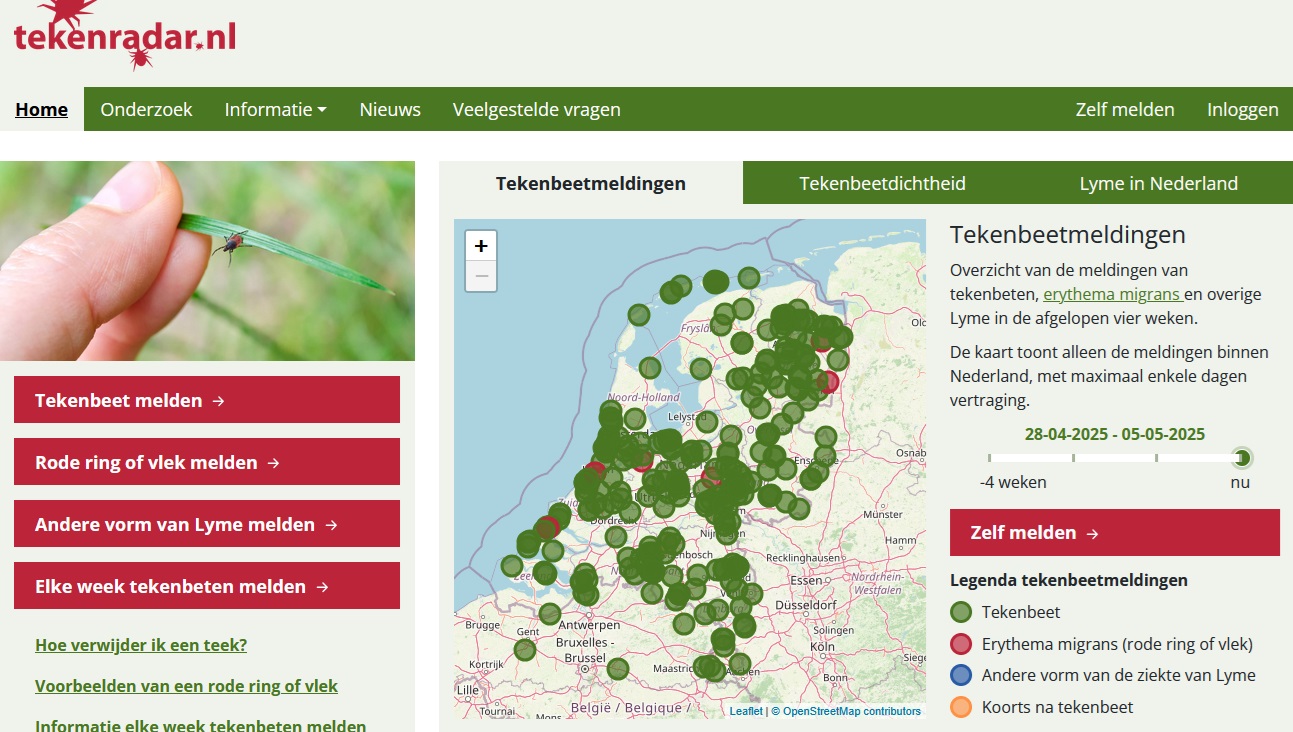 tekenradar.nl
Home
Onderzoek
Informatie
Nieuws
Veelgestelde vragen
Zelf melden
Inloggen
Tekenbeet melden →
Rode ring of vlek melden →
Andere vorm van Lyme melden →
Elke week tekenbeten melden →
Hoe verwijder ik een teek?
Voorbeelden van een rode ring of vlek
Informatie elke week tekenbeten melden
Tekenbeetmeldingen
Tekenbeetdichtheid
Lyme in Nederland
+
−
Noord-Holland
Lelystad
Dordrecht
Recklinghausen
Münster
Hamm
Essen
Nordrhein-
Westfalen
Düsseldorf
Solingen
Köln
Bonn
Antwerpen
Brugge
Gent
Bruxelles -
Brussel
Kortrijk
Lille
Tournai
Mons
België / Belgique /
Leaflet | © OpenStreetMap contributors
Tekenbeetmeldingen
Overzicht van de meldingen van
tekenbeten, erythema migrans en overige
Lyme in de afgelopen vier weken.
De kaart toont alleen de meldingen binnen
Nederland, met maximaal enkele dagen
vertraging.
28-04-2025 - 05-05-2025
-4 weken
nu
Zelf melden →
Legenda tekenbeetmeldingen
Tekenbeet
Erythema migrans (rode ring of vlek)
Andere vorm van de ziekte van Lyme
Koorts na tekenbeet